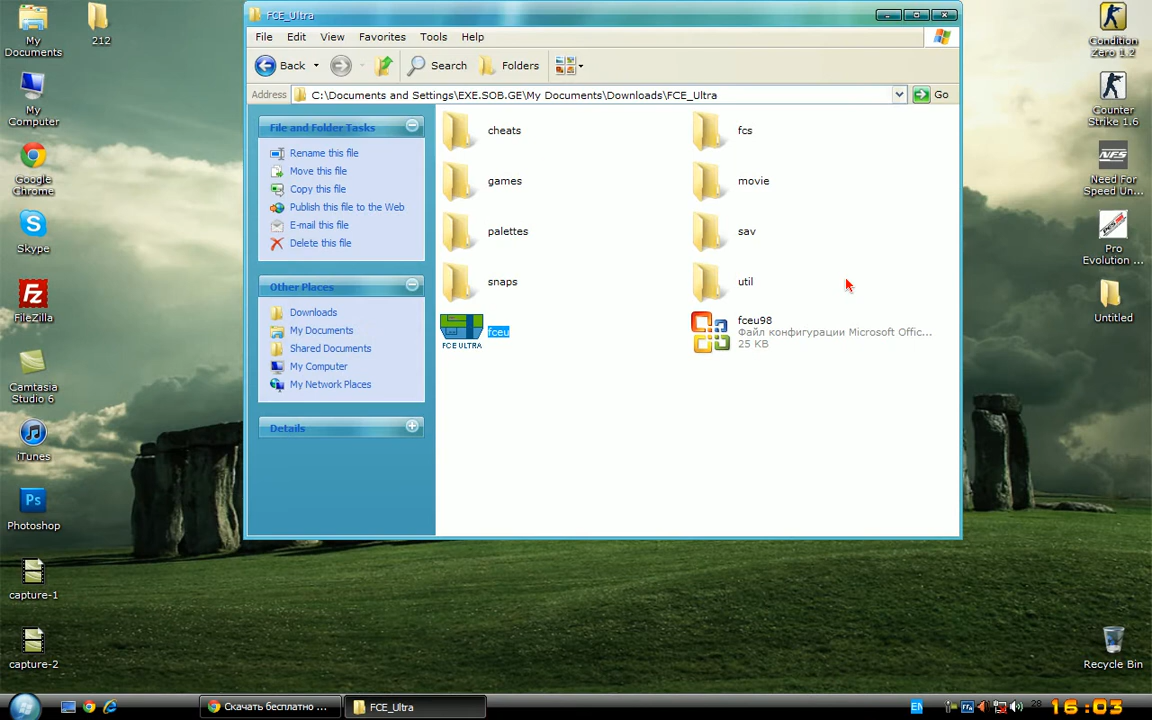 My
Documents
212
My
Computer
Google
Chrome
Skype
FileZilla
Camtasia
Studio 6
iTunes
Ps
Photoshop
capture-1
capture-2
FCE_Ultra
File Edit View Favorites Tools Help
Back Search Folders
Address C:\Documents and Settings\EXE.SOB.GE\My Documents\Downloads\FCE_Ultra Go
File and Folder Tasks
Rename this file
Move this file
Copy this file
Publish this file to the Web
E-mail this file
Delete this file
Other Places
Downloads
My Documents
Shared Documents
My Computer
My Network Places
Details
cheats
fcs
games
movie
palettes
sav
snaps
util
FCE ULTRA
fceu
fceu98
Файл конфигурации Microsoft Offic...
25 KB
Condition
Zero 1.2
Counter
Strike 1.6
NFS
Need For
Speed Un...
Pro
Evolution ...
Untitled
Recycle Bin
Скачать бесплатно ...
FCE_Ultra
EN
28
16:03